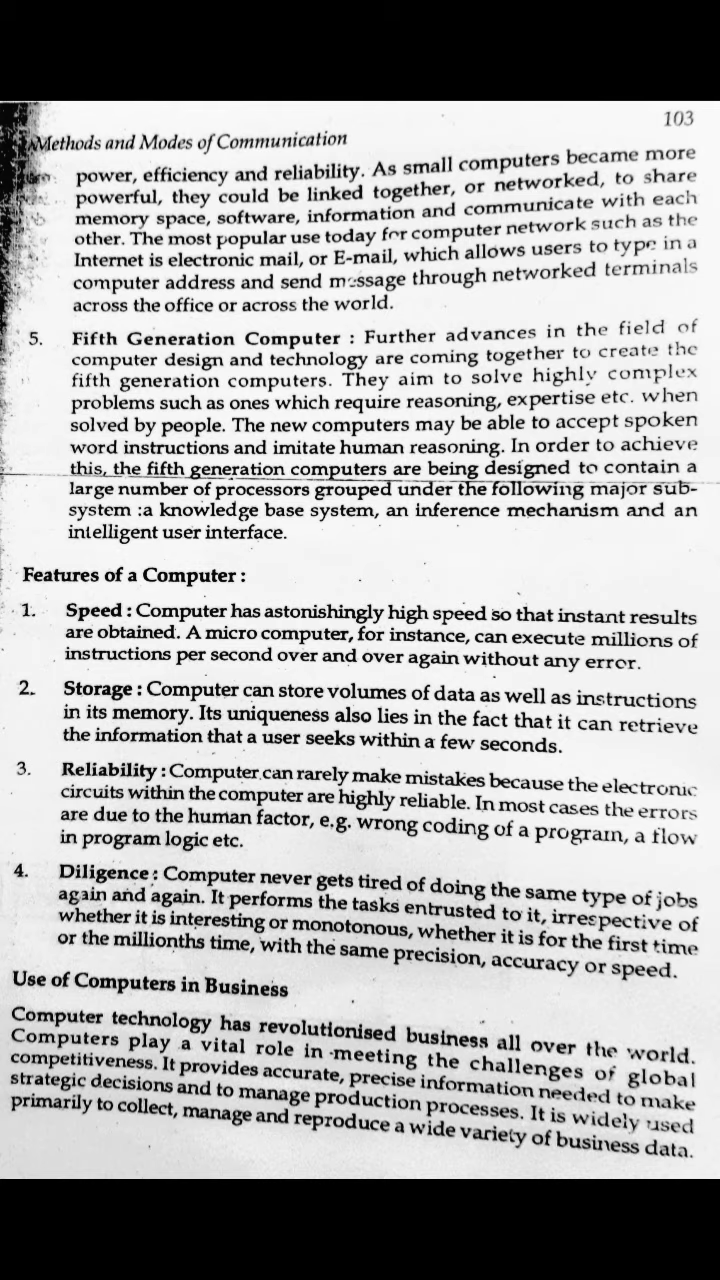 103
Methods and Modes of Communication
power, efficiency and reliability. As small computers became more
powerful, they could be linked together, or networked, to share
memory space, software, information and communicate with each
other. The most popular use today for computer network such as the
Internet is electronic mail, or E-mail, which allows users to type in a
computer address and send message through networked terminals
across the office or across the world.
5. Fifth Generation Computer : Further advances in the field of
computer design and technology are coming together to create the
fifth generation computers. They aim to solve highly complex
problems such as ones which require reasoning, expertise etc. when
solved by people. The new computers may be able to accept spoken
word instructions and imitate human reasoning. In order to achieve
this, the fifth generation computers are being designed to contain a
large number of processors grouped under the following major sub-
system :a knowledge base system, an inference mechanism and an
intelligent user interface.
Features of a Computer :
1. Speed : Computer has astonishingly high speed so that instant results
are obtained. A micro computer, for instance, can execute millions of
instructions per second over and over again without any error.
2. Storage : Computer can store volumes of data as well as instructions
in its memory. Its uniqueness also lies in the fact that it can retrieve
the information that a user seeks within a few seconds.
3. Reliability : Computer can rarely make mistakes because the electronic
circuits within the computer are highly reliable. In most cases the errors
are due to the human factor, e.g. wrong coding of a program, a flow
in program logic etc.
4. Diligence : Computer never gets tired of doing the same type of jobs
again and again. It performs the tasks entrusted to it, irrespective of
whether it is interesting or monotonous, whether it is for the first time
or the millionths time, with the same precision, accuracy or speed.
Use of Computers in Business
Computer technology has revolutionised business all over the world.
Computers play a vital role in meeting the challenges of global
competitiveness. It provides accurate, precise information needed to make
strategic decisions and to manage production processes. It is widely used
primarily to collect, manage and reproduce a wide variety of business data.